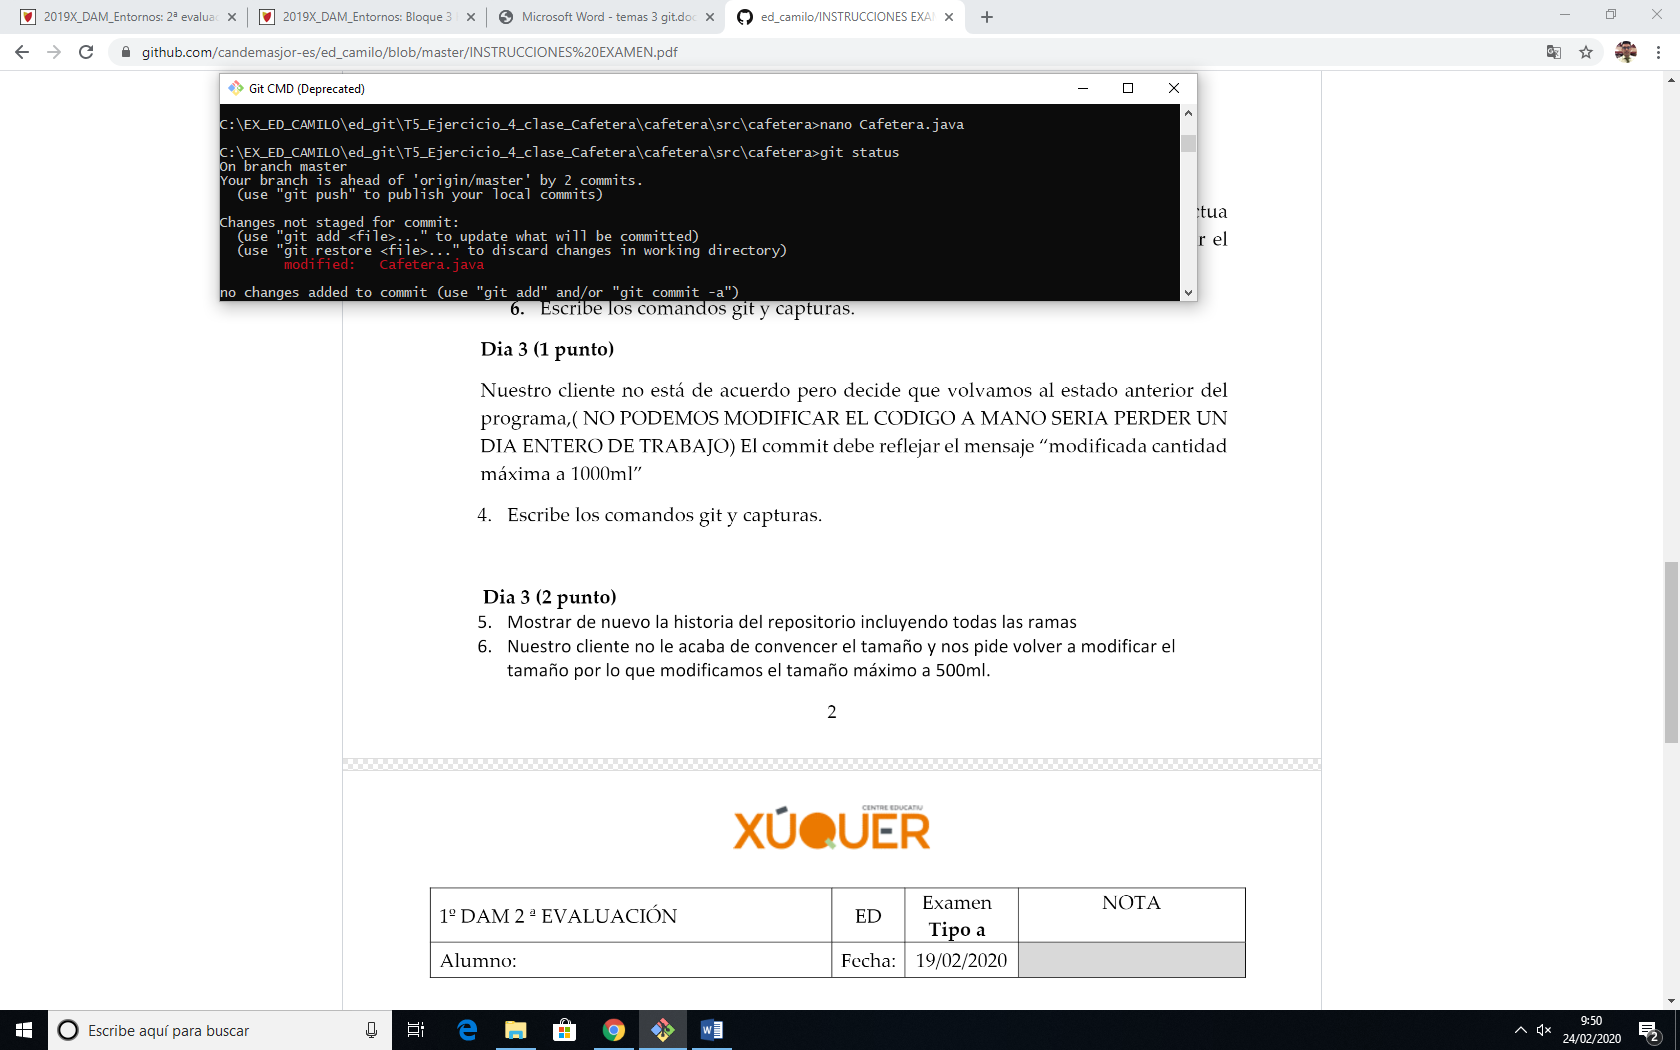 2019X_DAM_Entornos: 2ª evalua
2019X_DAM_Entornos: Bloque 3
Microsoft Word - temas 3 git.doc
ed_camilo/INSTRUCCIONES EXA
github.com/candemasjor-es/ed_camilo/blob/master/INSTRUCCIONES%20EXAMEN.pdf
Git CMD (Deprecated)
C:\EX_ED_CAMILO\ed_git\T5_Ejercicio_4_clase_Cafetera\cafetera\src\cafetera>nano Cafetera.java
C:\EX_ED_CAMILO\ed_git\T5_Ejercicio_4_clase_Cafetera\cafetera\src\cafetera>git status
On branch master
Your branch is ahead of 'origin/master' by 2 commits.
(use "git push" to publish your local commits)
Changes not staged for commit:
(use "git add <file>..." to update what will be committed)
(use "git restore <file>..." to discard changes in working directory)
modified:   Cafetera.java
no changes added to commit (use "git add" and/or "git commit -a")
ctua
r el
6. Escribe los comandos git y capturas.
Dia 3 (1 punto)
Nuestro cliente no está de acuerdo pero decide que volvamos al estado anterior del
programa,( NO PODEMOS MODIFICAR EL CODIGO A MANO SERIA PERDER UN
DIA ENTERO DE TRABAJO) El commit debe reflejar el mensaje “modificada cantidad
máxima a 1000ml”
4. Escribe los comandos git y capturas.
Dia 3 (2 punto)
5. Mostrar de nuevo la historia del repositorio incluyendo todas las ramas
6. Nuestro cliente no le acaba de convencer el tamaño y nos pide volver a modificar el
tamaño por lo que modificamos el tamaño máximo a 500ml.
2
CENTRE EDUCATIU
XÚQUER
1º DAM 2 ª EVALUACIÓN
ED
Examen
Tipo a
NOTA
Alumno:
Fecha:
19/02/2020
Escribe aquí para buscar
9:50
24/02/2020
2